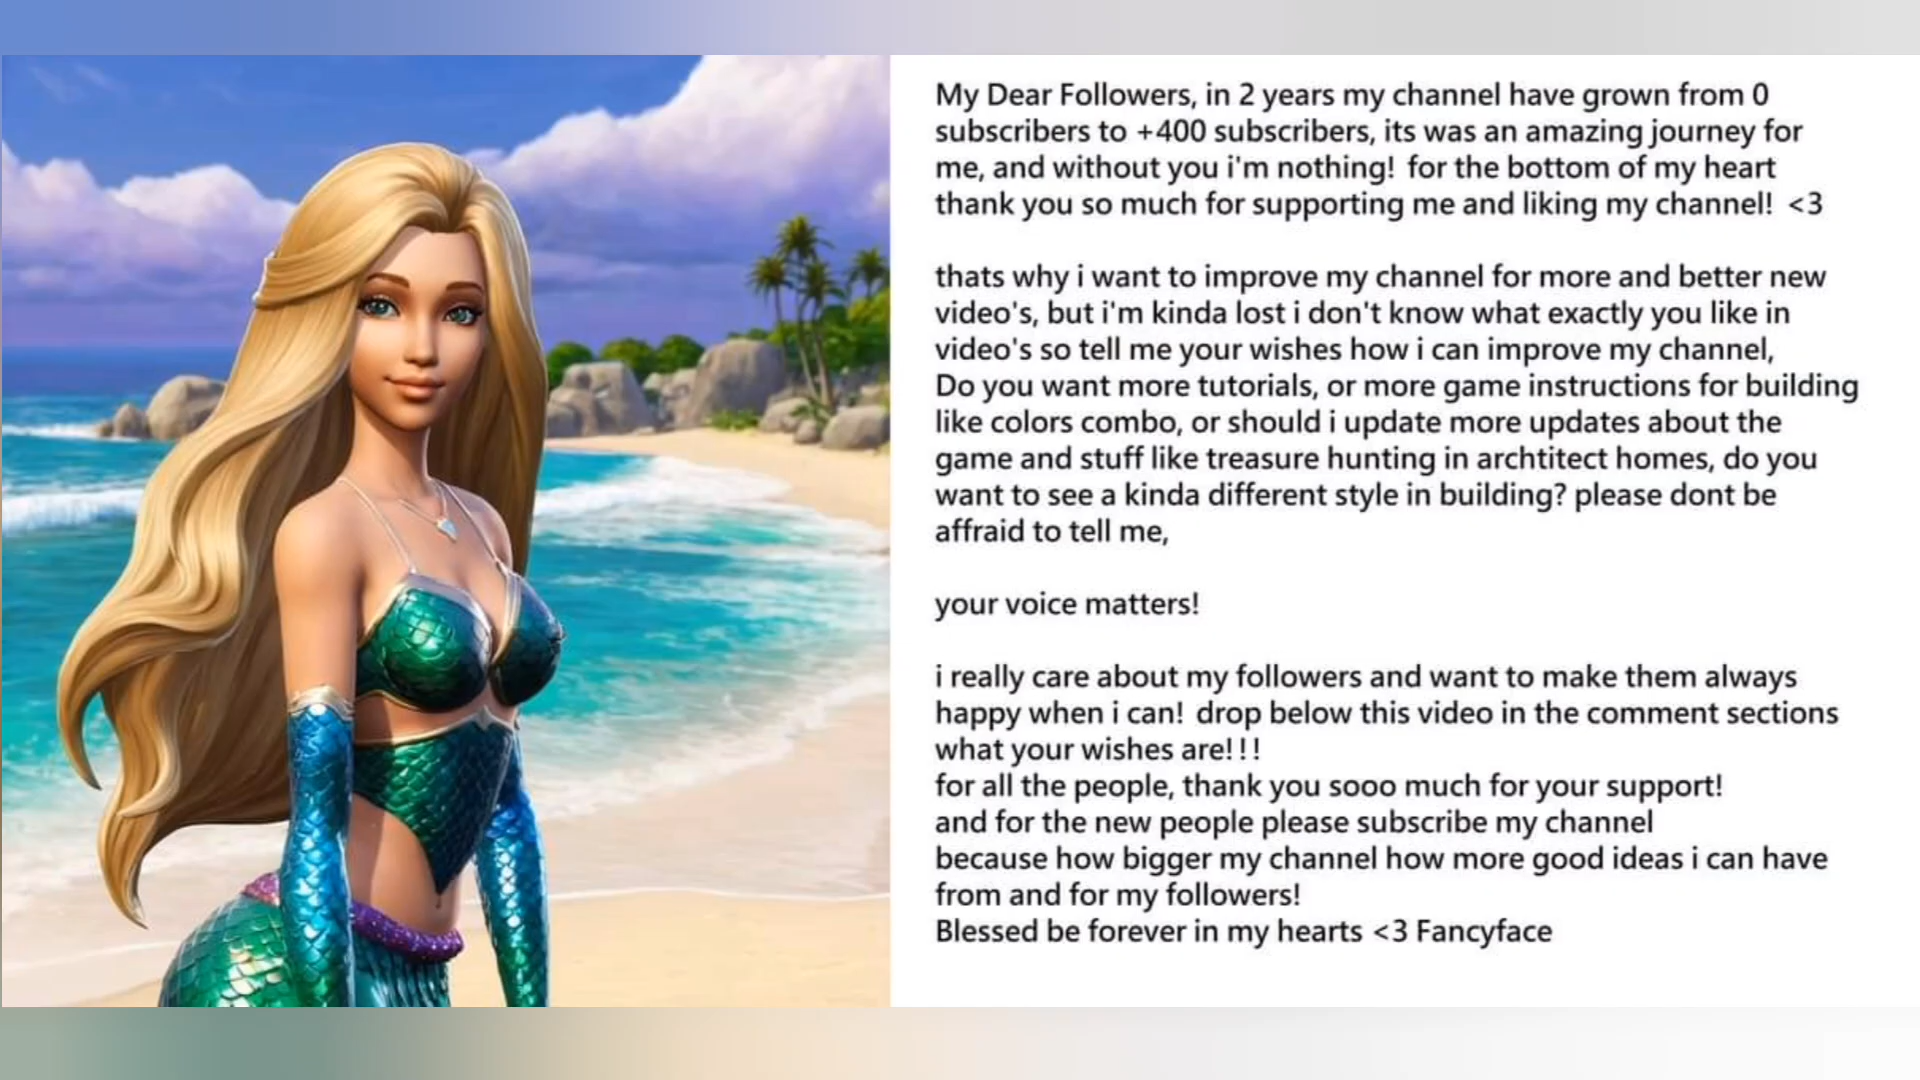 My Dear Followers, in 2 years my channel have grown from 0
subscribers to +400 subscribers, its was an amazing journey for
me, and without you i'm nothing! for the bottom of my heart
thank you so much for supporting me and liking my channel! <3
thats why i want to improve my channel for more and better new
video's, but i'm kinda lost i don't know what exactly you like in
video's so tell me your wishes how i can improve my channel,
Do you want more tutorials, or more game instructions for building
like colors combo, or should i update more updates about the
game and stuff like treasure hunting in archtitect homes, do you
want to see a kinda different style in building? please dont be
affraid to tell me,
your voice matters!
i really care about my followers and want to make them always
happy when i can! drop below this video in the comment sections
what your wishes are!!!
for all the people, thank you sooo much for your support!
and for the new people please subscribe my channel
because how bigger my channel how more good ideas i can have
from and for my followers!
Blessed be forever in my hearts <3 Fancyface